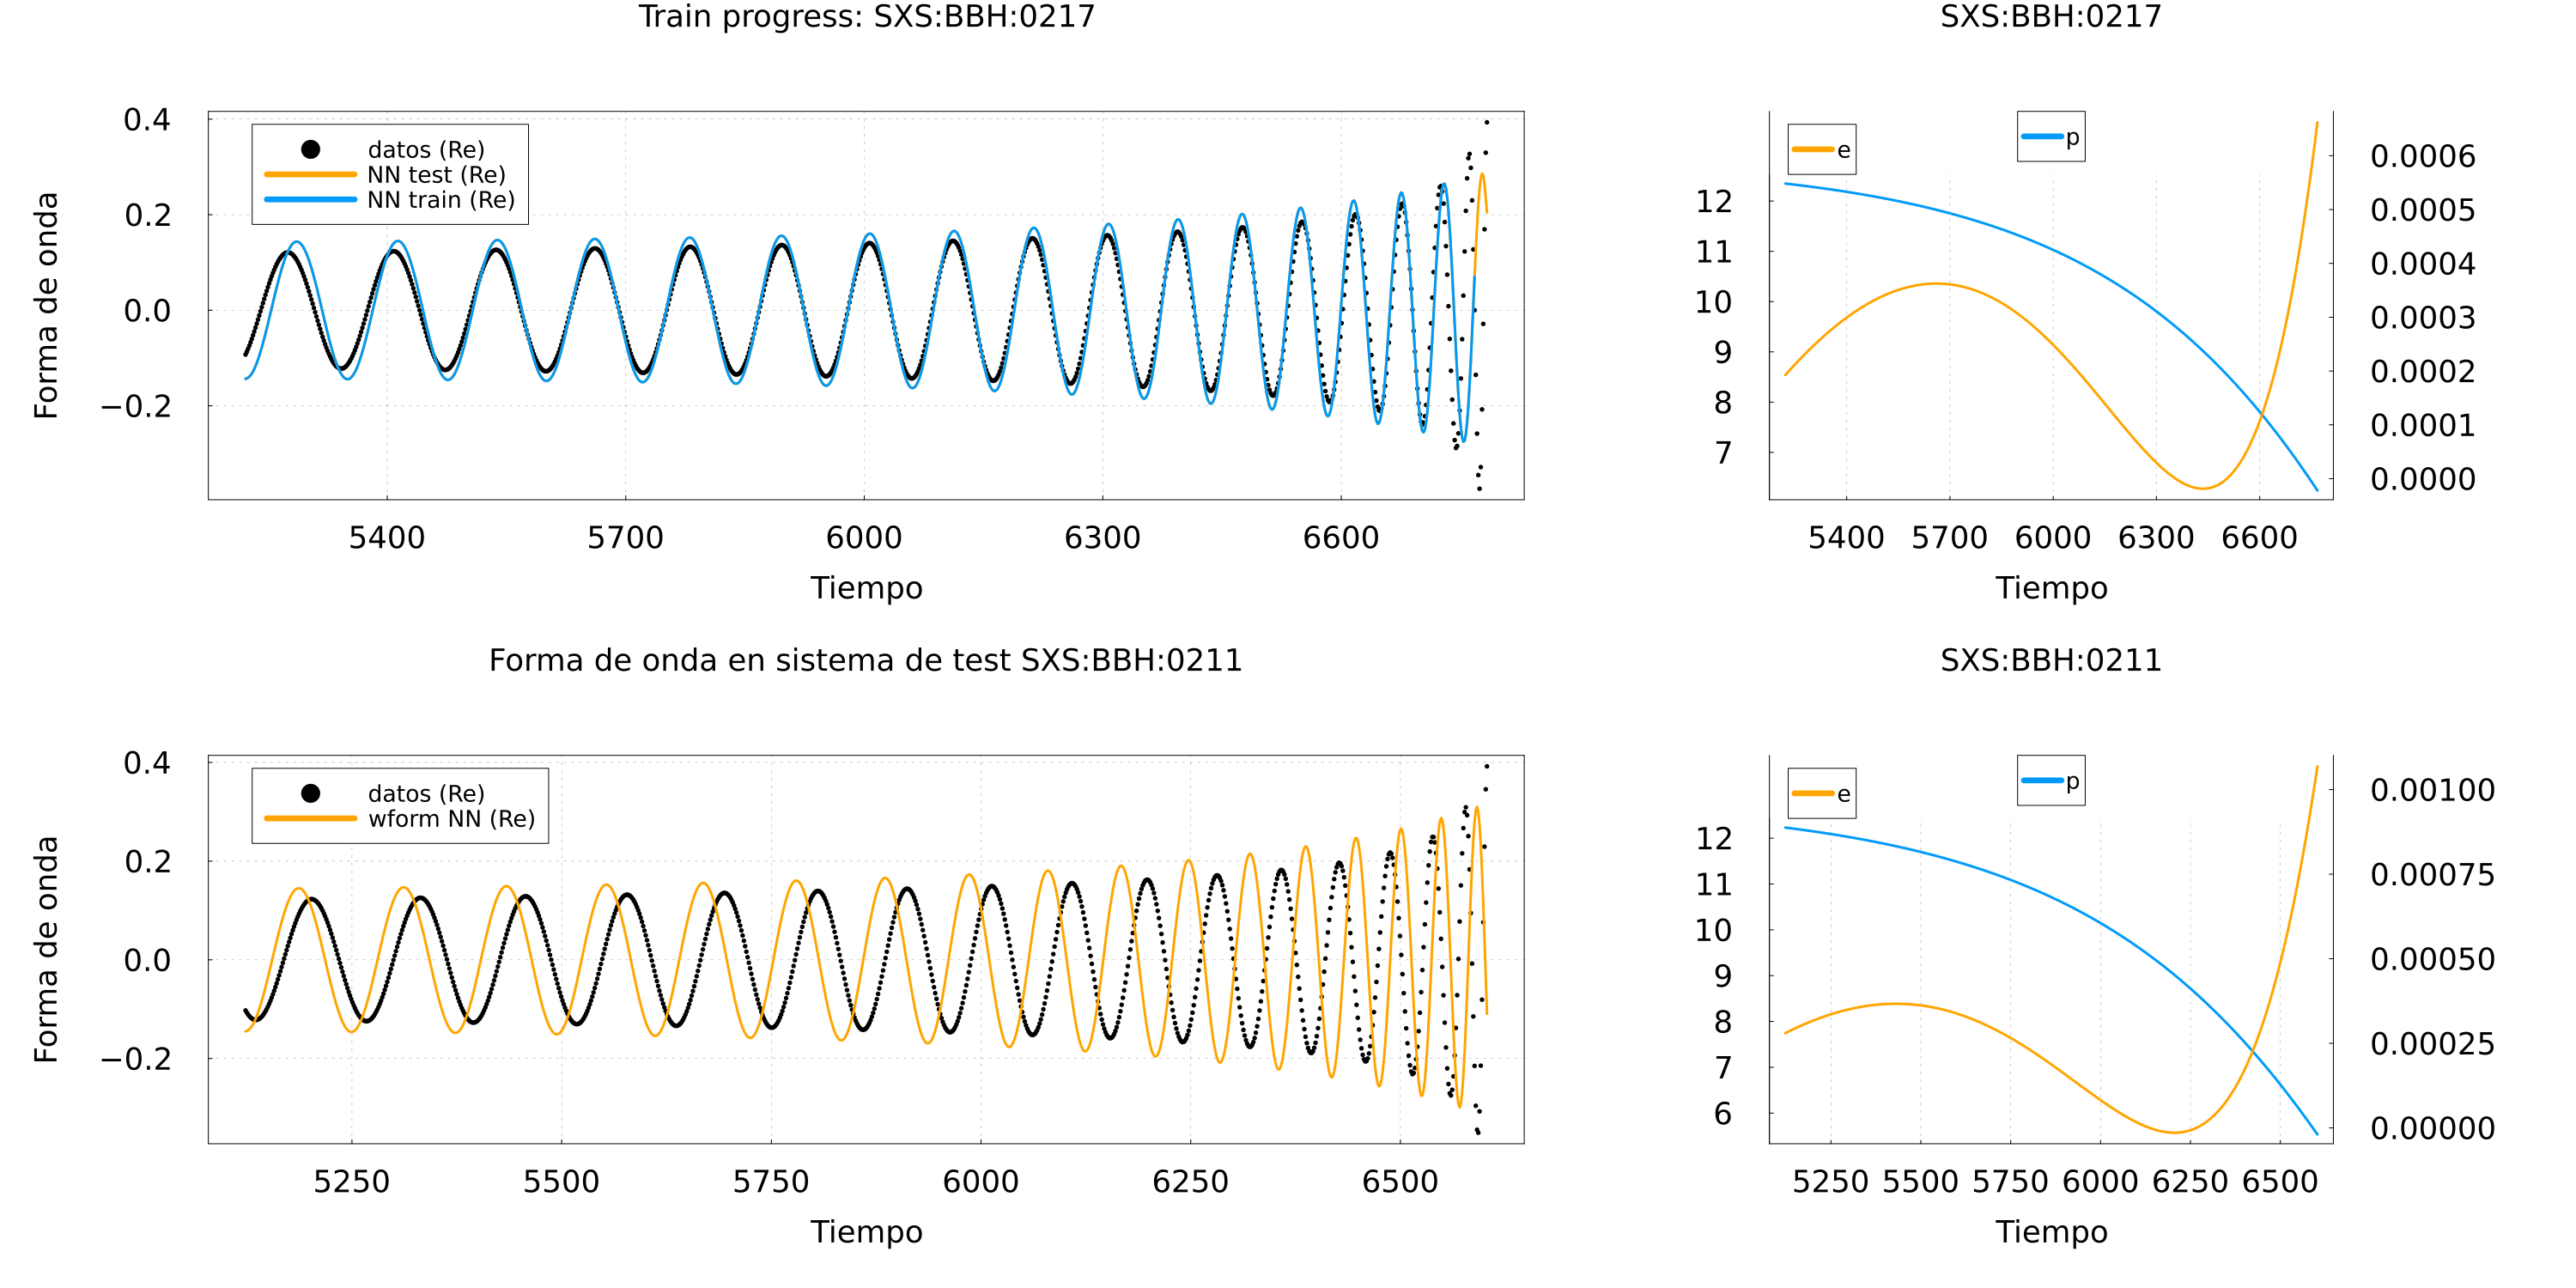 Train progress: SXS:BBH:0217
Forma de onda
0.4
0.2
0.0
−0.2
datos (Re)
NN test (Re)
NN train (Re)
5400 5700 6000 6300 6600
Tiempo
SXS:BBH:0217
e
p
12
11
10
9
8
7
0.0006
0.0005
0.0004
0.0003
0.0002
0.0001
0.0000
5400 5700 6000 6300 6600
Tiempo
Forma de onda en sistema de test SXS:BBH:0211
Forma de onda
0.4
0.2
0.0
−0.2
datos (Re)
wform NN (Re)
5250 5500 5750 6000 6250 6500
Tiempo
SXS:BBH:0211
e
p
12
11
10
9
8
7
6
0.00100
0.00075
0.00050
0.00025
0.00000
5250 5500 5750 6000 6250 6500
Tiempo